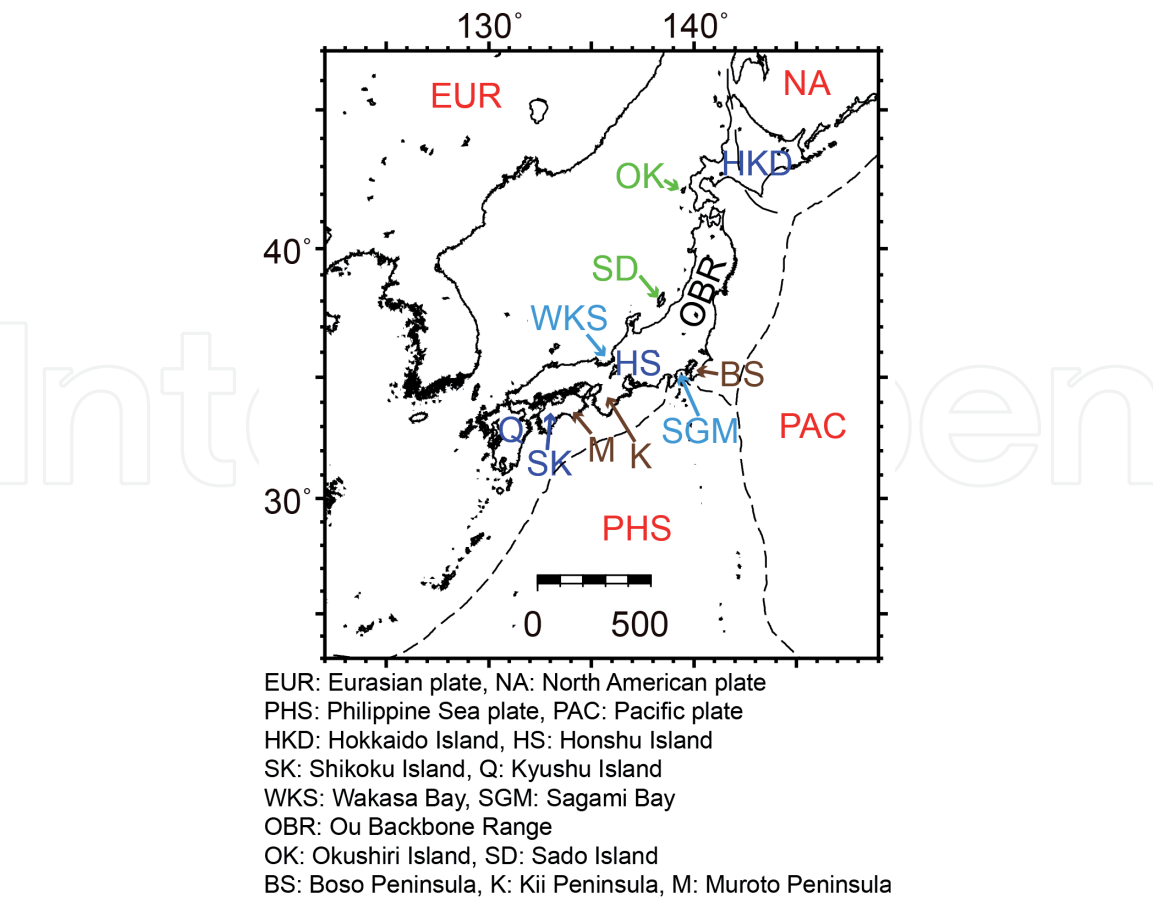 130° 140°
EUR NA
HKD
OK
40°
SD
OBR
WKS
HS
BS
Q SK M K SGM PAC
30°
PHS
0 500
EUR: Eurasian plate, NA: North American plate
PHS: Philippine Sea plate, PAC: Pacific plate
HKD: Hokkaido Island, HS: Honshu Island
SK: Shikoku Island, Q: Kyushu Island
WKS: Wakasa Bay, SGM: Sagami Bay
OBR: Ou Backbone Range
OK: Okushiri Island, SD: Sado Island
BS: Boso Peninsula, K: Kii Peninsula, M: Muroto Peninsula